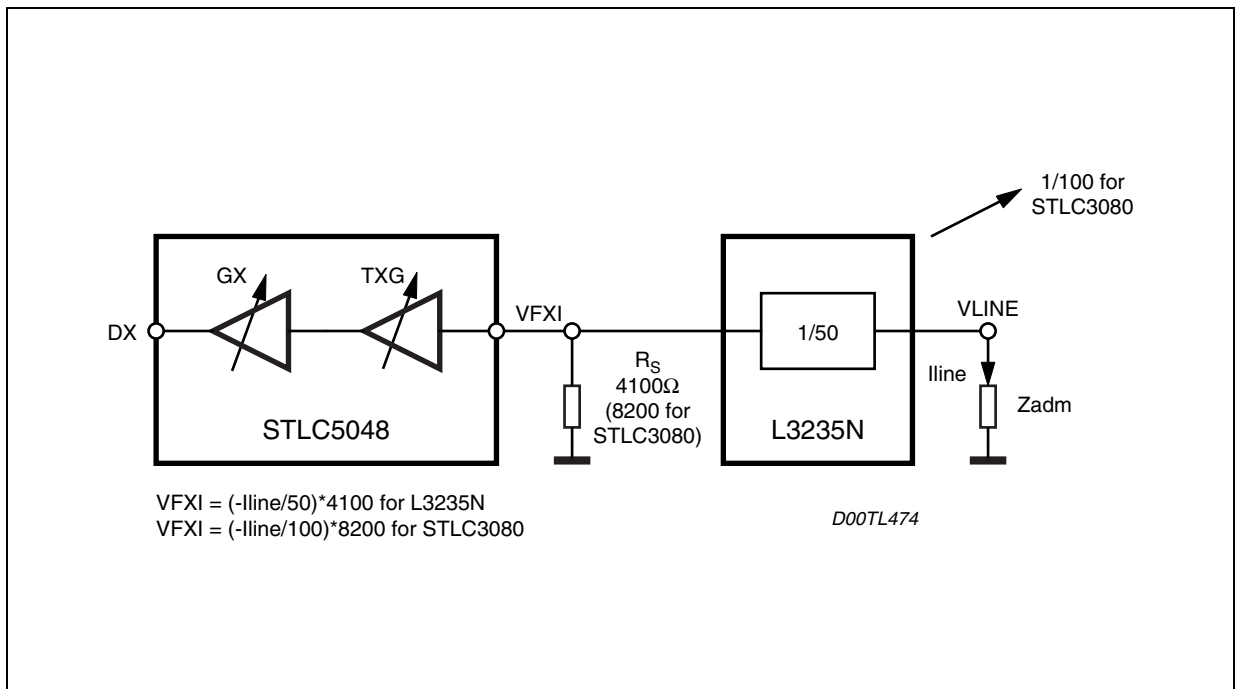 1/100 for
STLC3080
GX
TXG
DX
VFXI
VLINE
1/50
RS
4100Ω
(8200 for
STLC3080)
Iline
Zadm
STLC5048
L3235N
VFXI = (-Iline/50)*4100 for L3235N
VFXI = (-Iline/100)*8200 for STLC3080
D00TL474